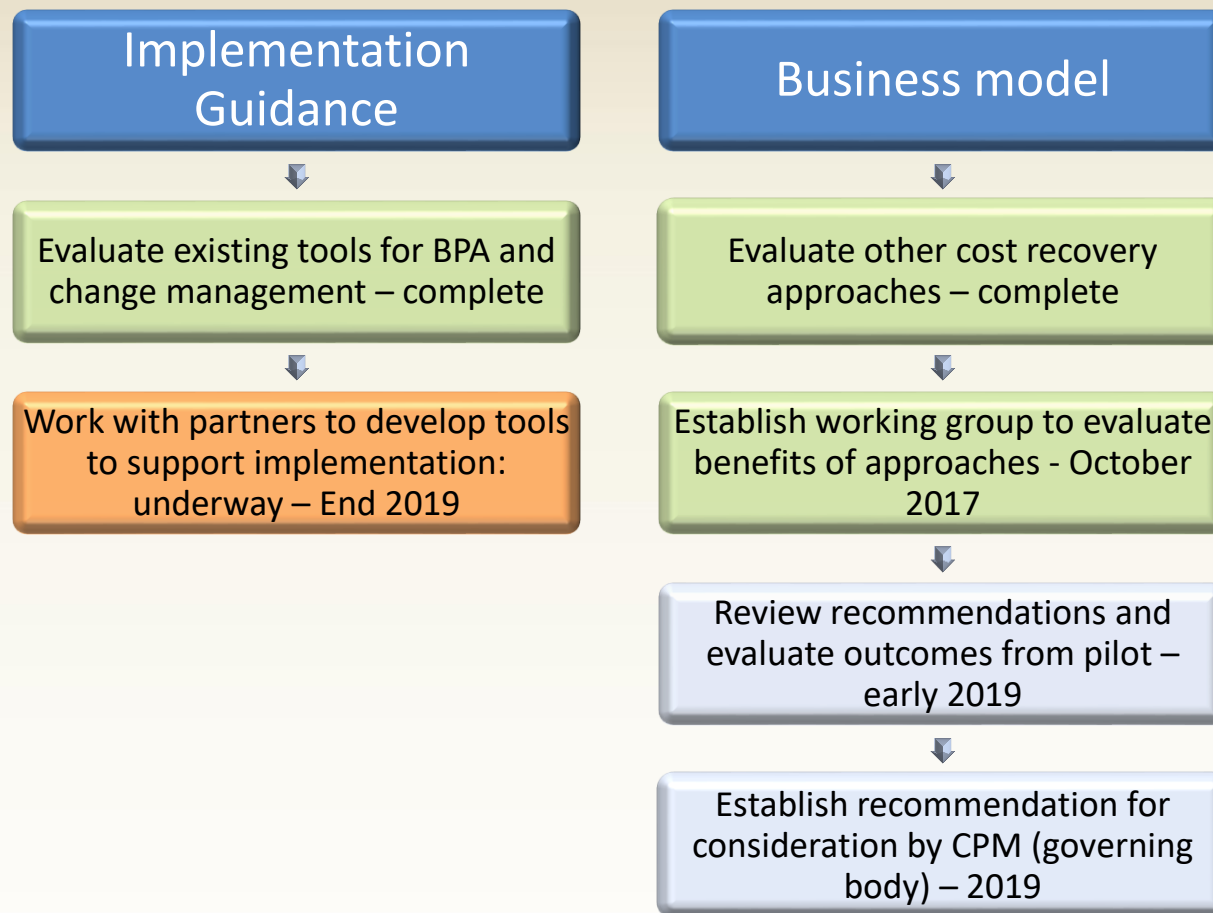 Implementation
Guidance
Evaluate existing tools for BPA and
change management – complete
Work with partners to develop tools
to support implementation:
underway – End 2019
Business model
Evaluate other cost recovery
approaches – complete
Establish working group to evaluate
benefits of approaches - October
2017
Review recommendations and
evaluate outcomes from pilot –
early 2019
Establish recommendation for
consideration by CPM (governing
body) – 2019